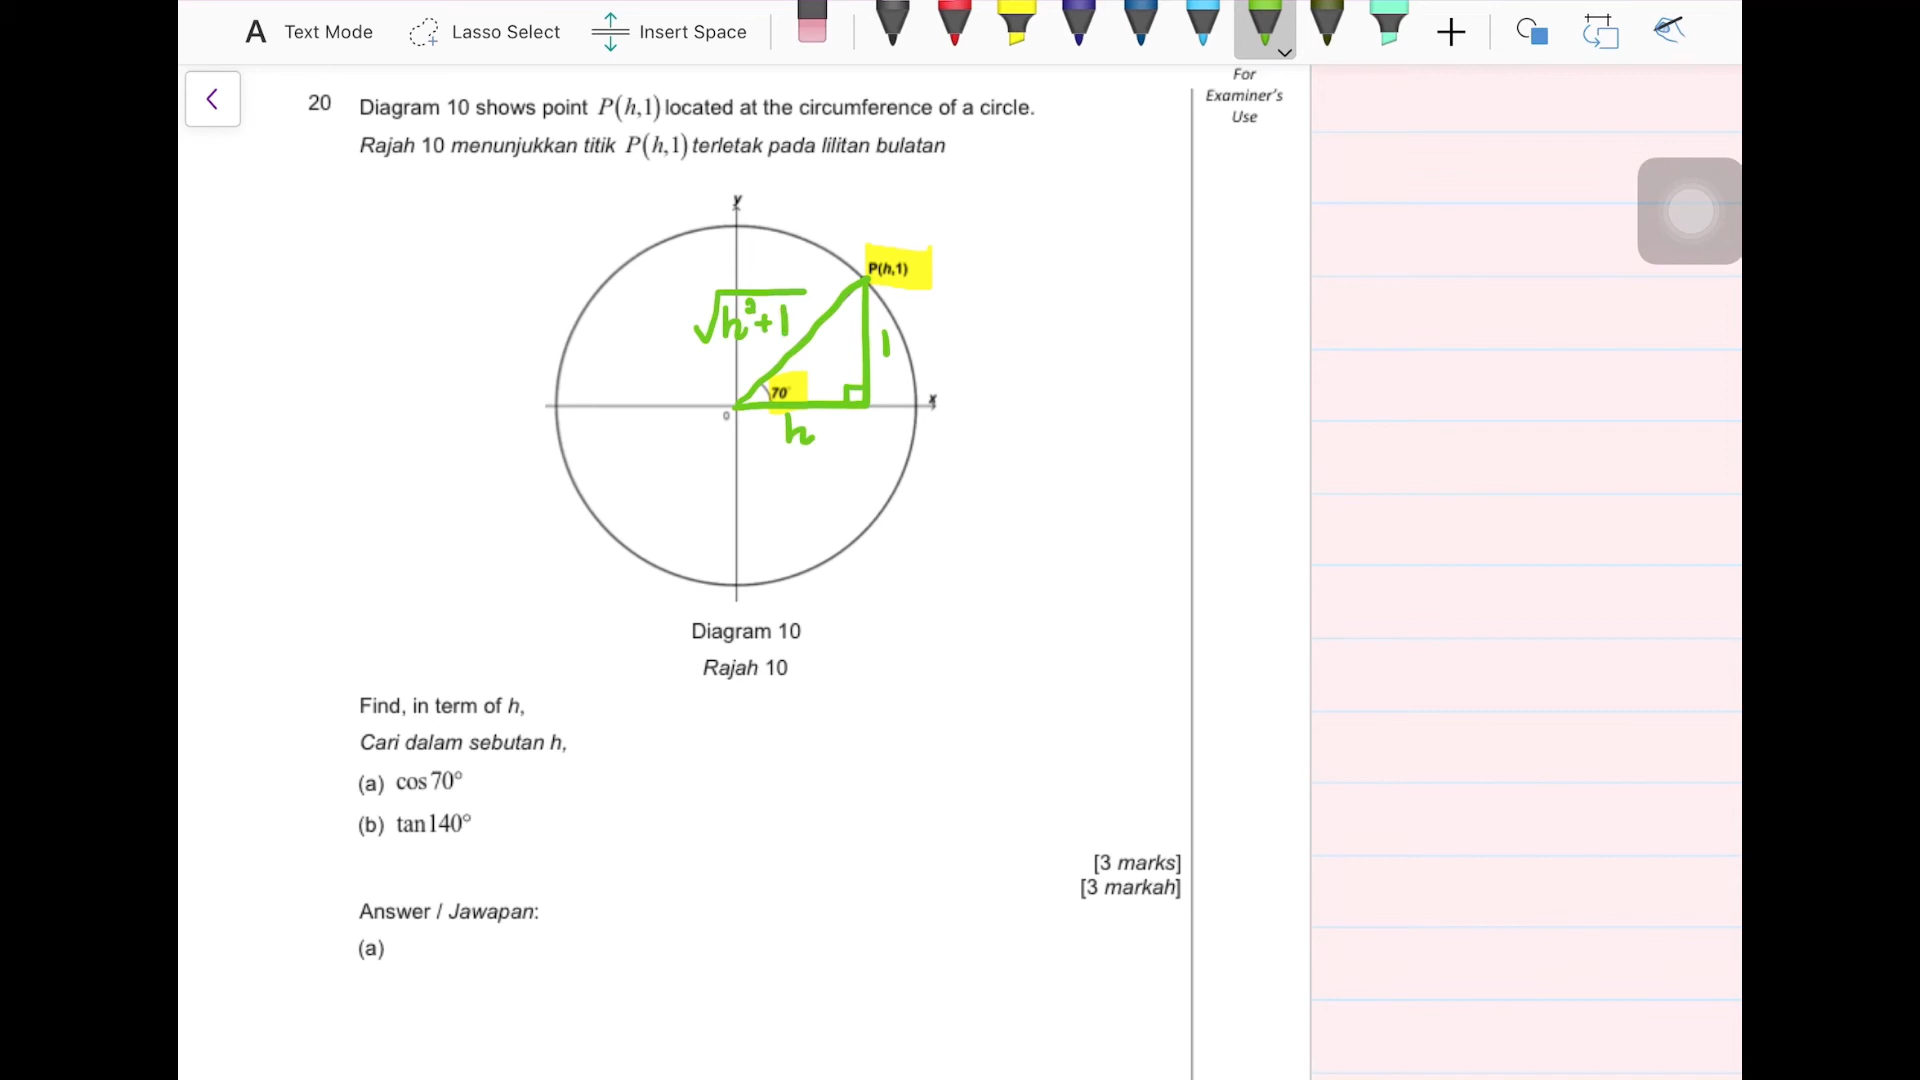 A Text Mode Lasso Select Insert Space
For
Examiner's
Use
20 Diagram 10 shows point P(h,1) located at the circumference of a circle.
Rajah 10 menunjukkan titik P(h,1) terletak pada lilitan bulatan
y
P(h,1)
√h²+1
1
70°
x
0
h
Diagram 10
Rajah 10
Find, in term of h,
Cari dalam sebutan h,
(a) cos 70°
(b) tan 140°
[3 marks]
[3 markah]
Answer / Jawapan:
(a)